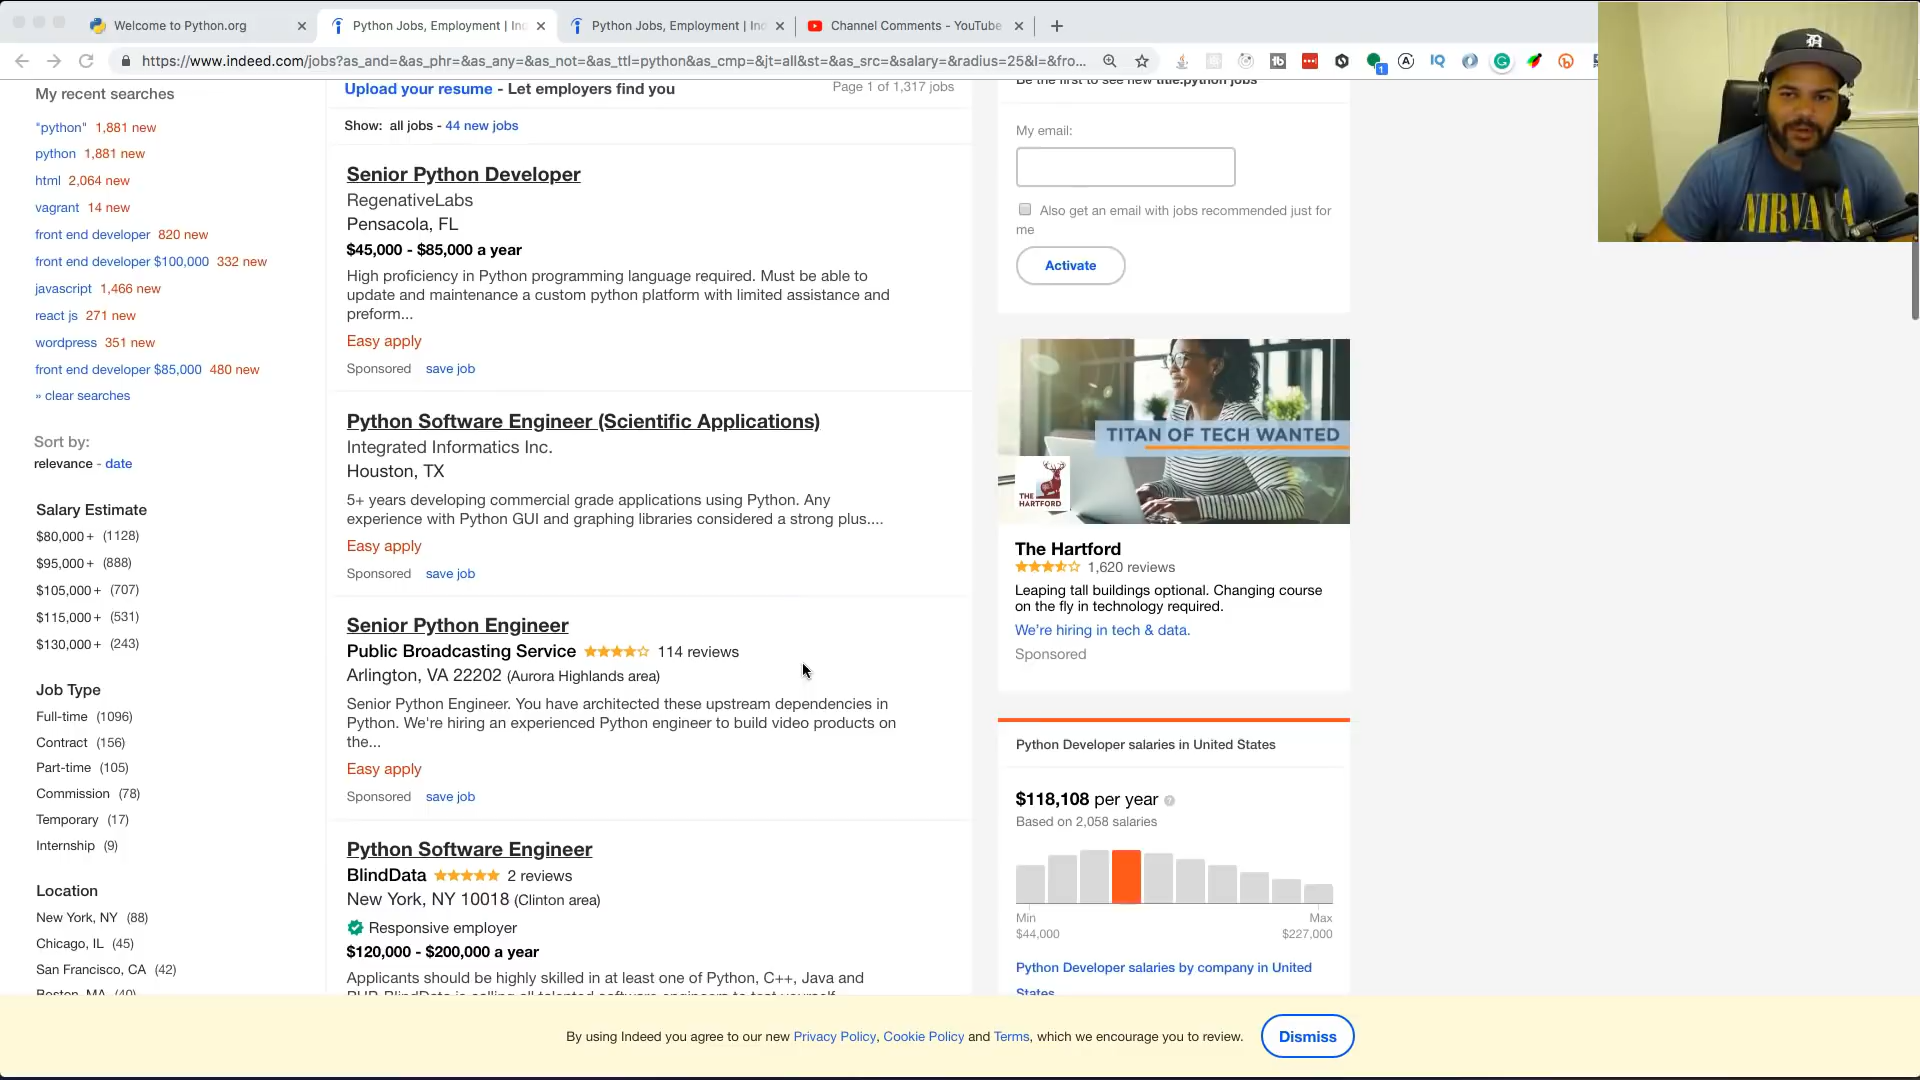 Welcome to Python.org
Python Jobs, Employment | Ind
Python Jobs, Employment | Ind
Channel Comments - YouTube
https://www.indeed.com/jobs?as_and=&as_phr=&as_any=&as_not=&as_ttl=python&as_cmp=&jt=all&st=&as_src=&salary=&radius=25&l=&fro...
My recent searches
"python" 1,881 new
python 1,881 new
html 2,064 new
vagrant 14 new
front end developer 820 new
front end developer $100,000 332 new
javascript 1,466 new
react js 271 new
wordpress 351 new
front end developer $85,000 480 new
» clear searches
Sort by:
relevance - date
Salary Estimate
$80,000+ (1128)
$95,000+ (888)
$105,000+ (707)
$115,000+ (531)
$130,000+ (243)
Job Type
Full-time (1096)
Contract (156)
Part-time (105)
Commission (78)
Temporary (17)
Internship (9)
Location
New York, NY (88)
Chicago, IL (45)
San Francisco, CA (42)
Boston, MA (40)
Upload your resume - Let employers find you
Page 1 of 1,317 jobs
Show: all jobs - 44 new jobs
Senior Python Developer
RegenativeLabs
Pensacola, FL
$45,000 - $85,000 a year
High proficiency in Python programming language required. Must be able to
update and maintenance a custom python platform with limited assistance and
preform...
Easy apply
Sponsored save job
Python Software Engineer (Scientific Applications)
Integrated Informatics Inc.
Houston, TX
5+ years developing commercial grade applications using Python. Any
experience with Python GUI and graphing libraries considered a strong plus....
Easy apply
Sponsored save job
Senior Python Engineer
Public Broadcasting Service 114 reviews
Arlington, VA 22202 (Aurora Highlands area)
Senior Python Engineer. You have architected these upstream dependencies in
Python. We're hiring an experienced Python engineer to build video products on
the...
Easy apply
Sponsored save job
Python Software Engineer
BlindData 2 reviews
New York, NY 10018 (Clinton area)
Responsive employer
$120,000 - $200,000 a year
Applicants should be highly skilled in at least one of Python, C++, Java and
Be the first to see new title:python jobs
My email:
Also get an email with jobs recommended just for
me
Activate
TITAN OF TECH WANTED
THE
HARTFORD
The Hartford
1,620 reviews
Leaping tall buildings optional. Changing course
on the fly in technology required.
We're hiring in tech & data.
Sponsored
Python Developer salaries in United States
$118,108 per year
Based on 2,058 salaries
Min Max
$44,000 $227,000
Python Developer salaries by company in United
States
By using Indeed you agree to our new Privacy Policy, Cookie Policy and Terms, which we encourage you to review.
Dismiss
NIRVANA